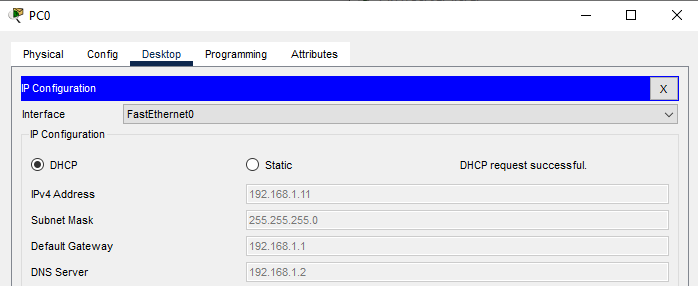 PC0
Physical Config Desktop Programming Attributes
IP Configuration X
Interface FastEthernet0
IP Configuration
DHCP Static DHCP request successful.
IPv4 Address 192.168.1.11
Subnet Mask 255.255.255.0
Default Gateway 192.168.1.1
DNS Server 192.168.1.2